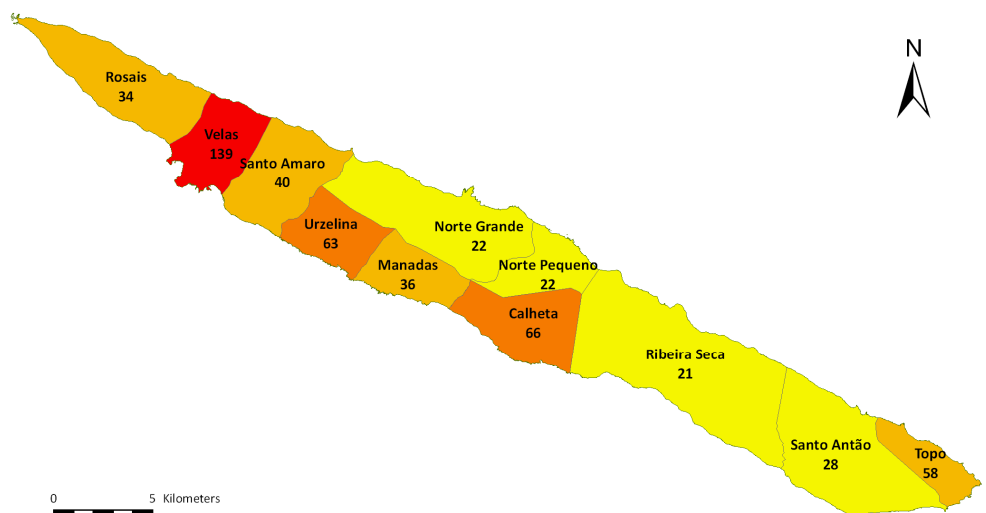 N
Rosais
34
Velas
139
Santo Amaro
40
Urzelina
63
Norte Grande
22
Manadas
36
Norte Pequeno
22
Calheta
66
Ribeira Seca
21
Santo Antão
28
Topo
58
0 5 Kilometers